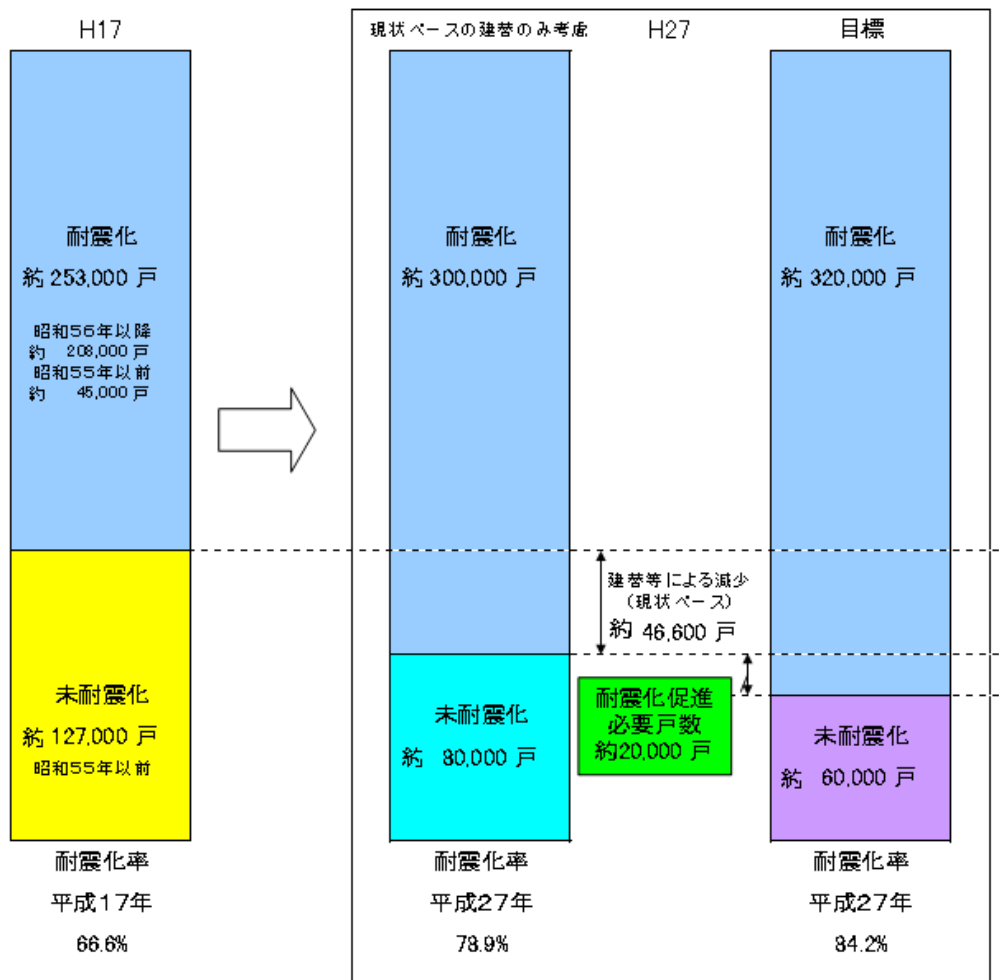 H17
耐震化
約 253,000 戸
昭和56年以降
約 208,000 戸
昭和55年以前
約 45,000 戸
未耐震化
約 127,000 戸
昭和55年以前
耐震化率
平成17年
66.6%
現状ペースの建替のみ考慮
H27
目標
耐震化
約 300,000 戸
耐震化
約 320,000 戸
建替等による減少
(現状ペース)
約 46,600 戸
未耐震化
約 80,000 戸
耐震化促進
必要戸数
約20,000 戸
未耐震化
約 60,000 戸
耐震化率
平成27年
78.9%
耐震化率
平成27年
84.2%